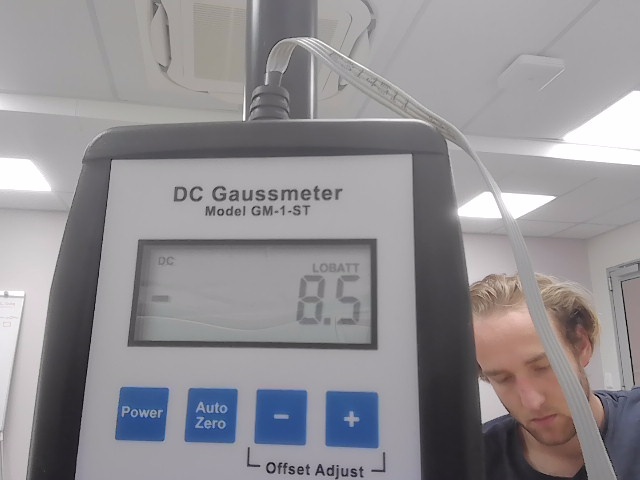 DC Gaussmeter
Model GM-1-ST
DC
LOBATT
- 8.5
Power
Auto
Zero
-
+
Offset Adjust